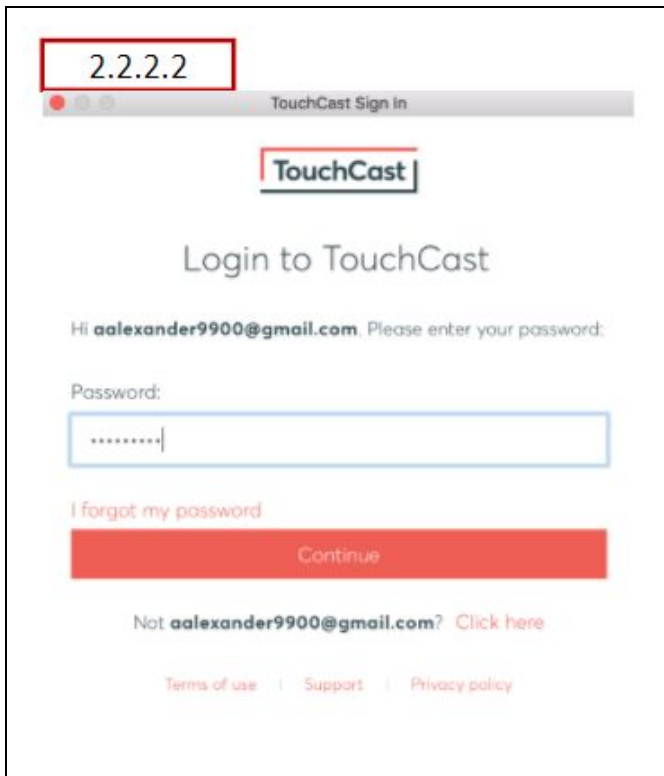 2.2.2.2
TouchCast Sign In
TouchCast
Login to TouchCast
Hi aalexander9900@gmail.com. Please enter your password:
Password:
•••••••••
I forgot my password
Continue
Not aalexander9900@gmail.com? Click here
Terms of use | Support | Privacy policy